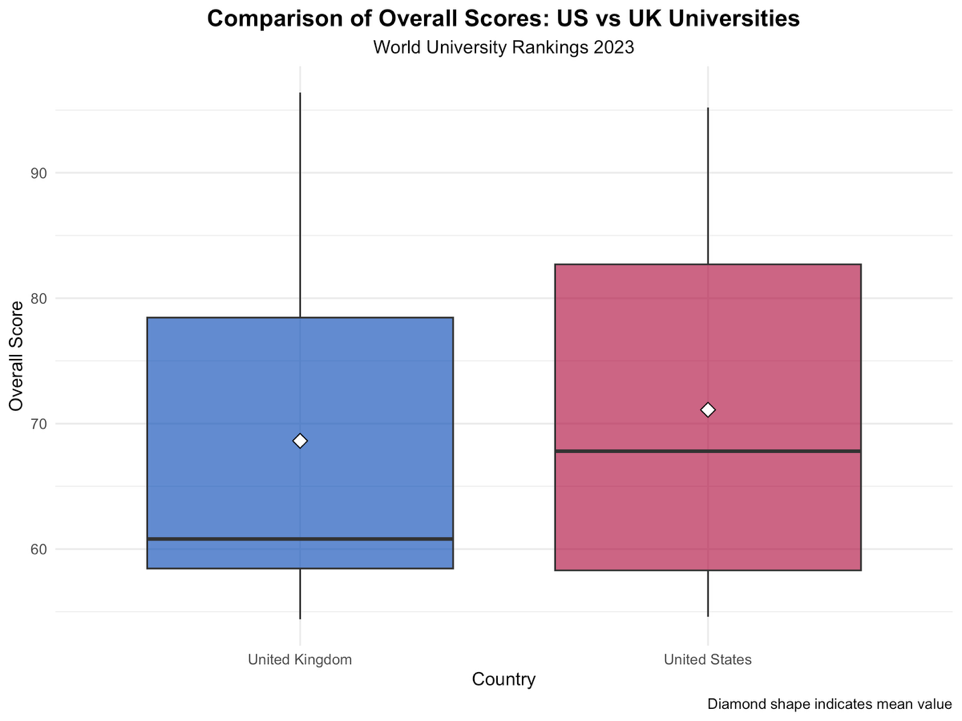 Comparison of Overall Scores: US vs UK Universities
World University Rankings 2023
90
80
70
60
Overall Score
United Kingdom
United States
Country
Diamond shape indicates mean value